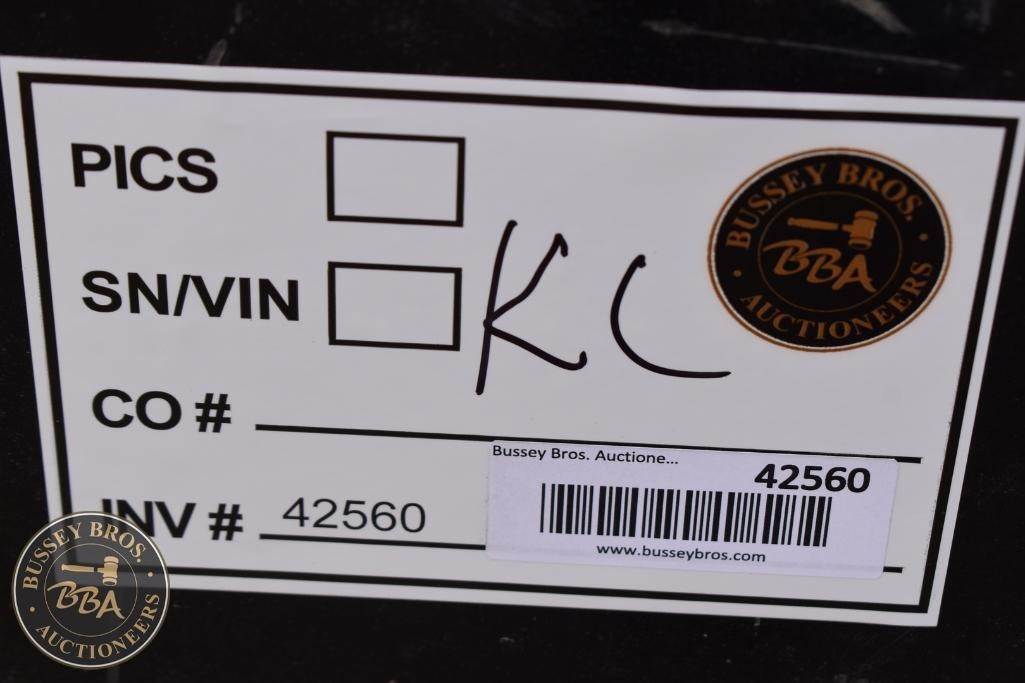 PICS
SN/VIN
KC
BUSSEY BROS.
BBA
AUCTIONEERS
CO #
INV # 42560
Bussey Bros. Auctione...
42560
www.busseybros.com
BUSSEY BROS.
BBA
AUCTIONEERS